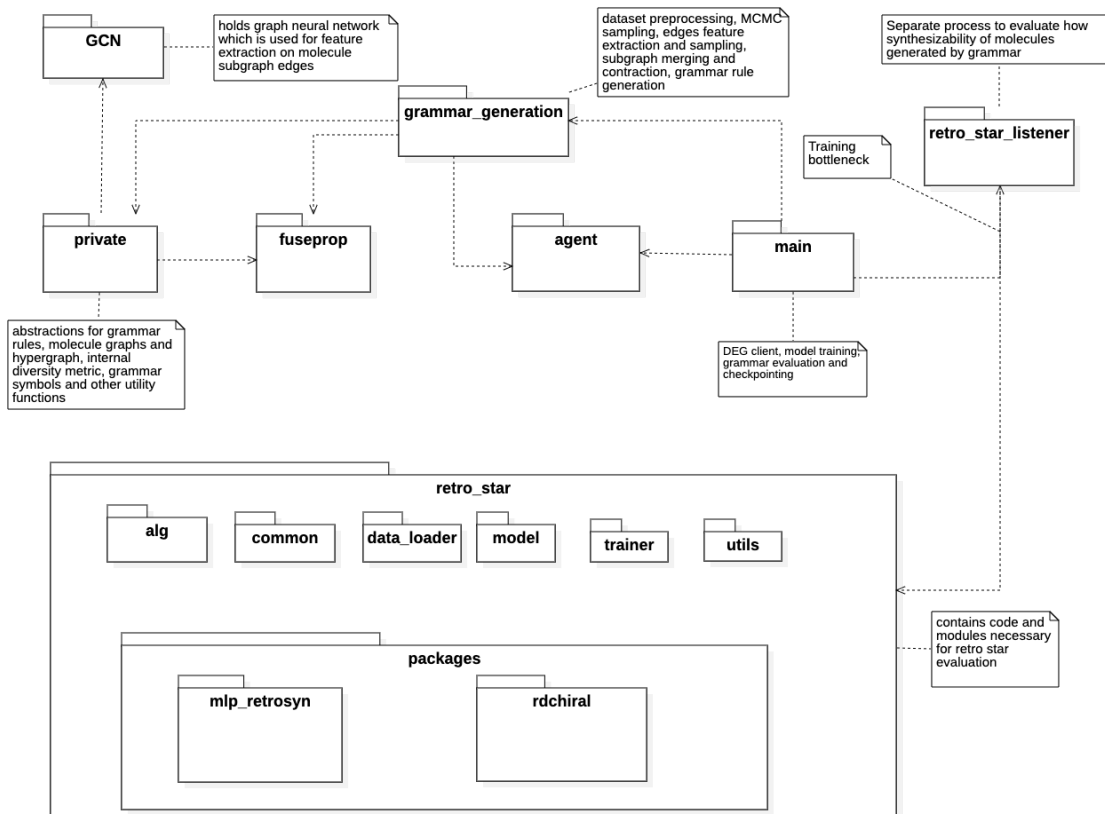 GCN
holds graph neural network
which is used for feature
extraction on molecule
subgraph edges
dataset preprocessing, MCMC
sampling, edges feature
extraction and sampling,
subgraph merging and
contraction, grammar rule
generation
Separate process to evaluate how
synthesizability of molecules
generated by grammar
grammar_generation
retro_star_listener
Training
bottleneck
private
fuseprop
agent
main
abstractions for grammar
rules, molecule graphs and
hypergraph, internal
diversity metric, grammar
symbols and other utility
functions
DEG client, model training,
grammar evaluation and
checkpointing
retro_star
alg
common
data_loader
model
trainer
utils
contains code and
modules necessary
for retro star
evaluation
packages
mlp_retrosyn
rdchiral